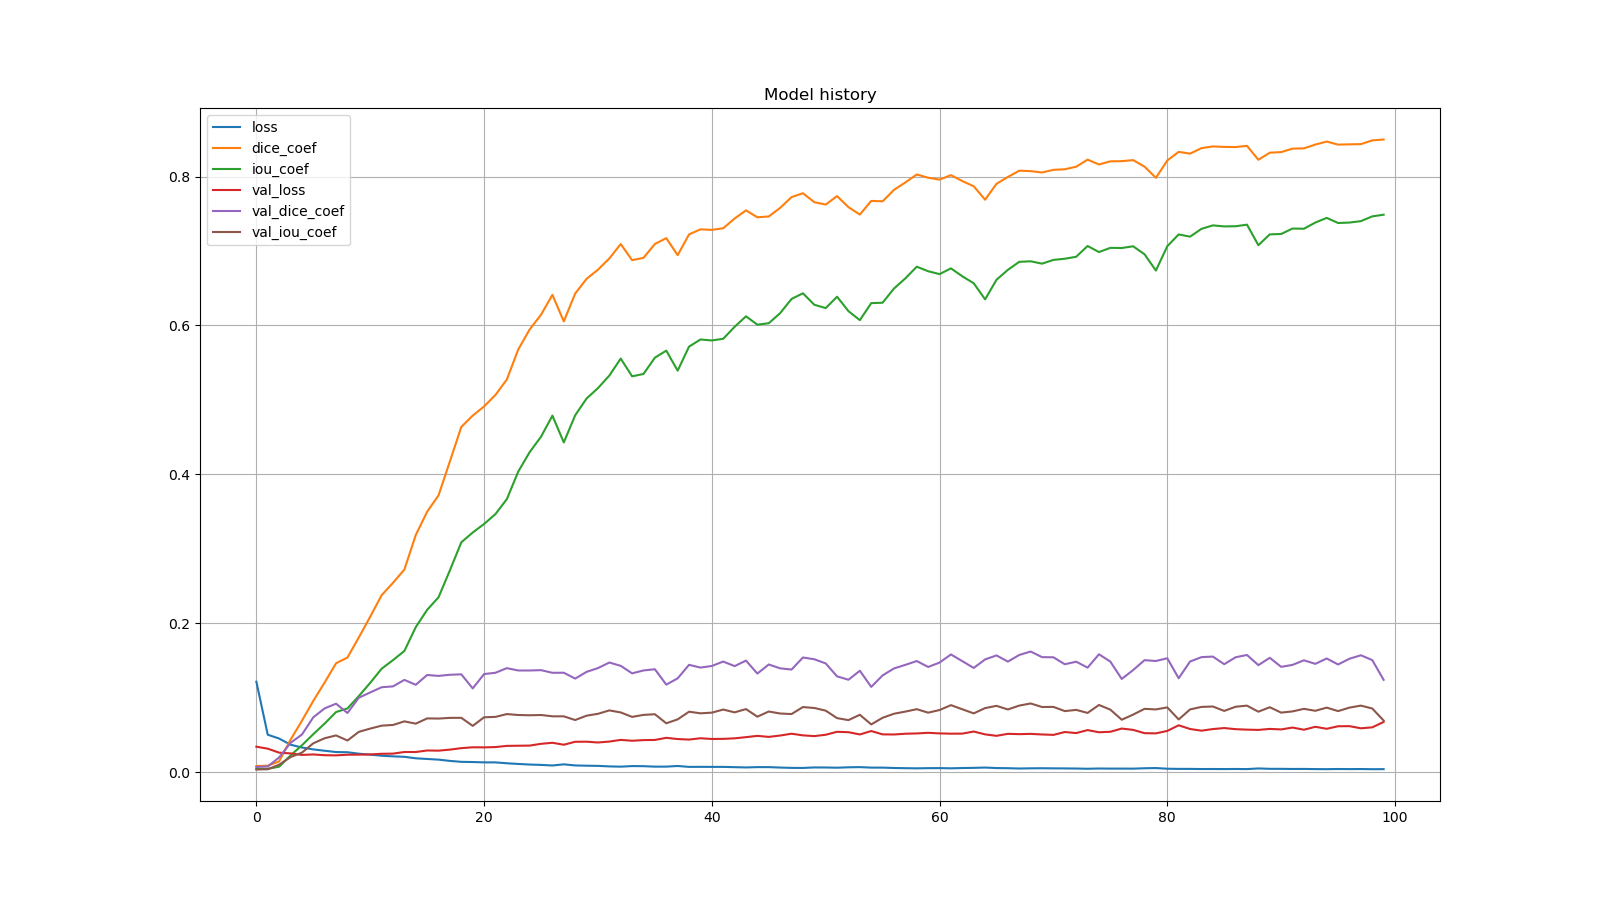 Model history
loss
dice_coef
iou_coef
val_loss
val_dice_coef
val_iou_coef
0.8
0.6
0.4
0.2
0.0
0 20 40 60 80 100